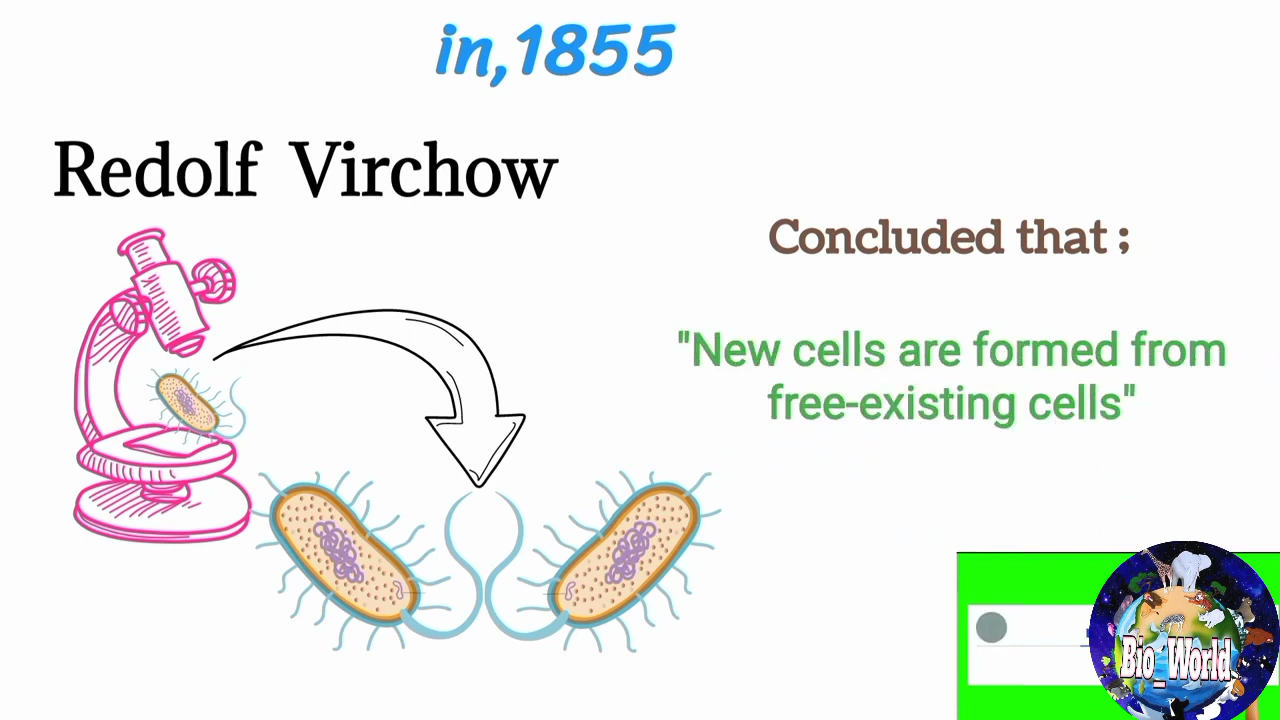 in,1855
Redolf Virchow
Concluded that ;
"New cells are formed from
free-existing cells"
Bio_World